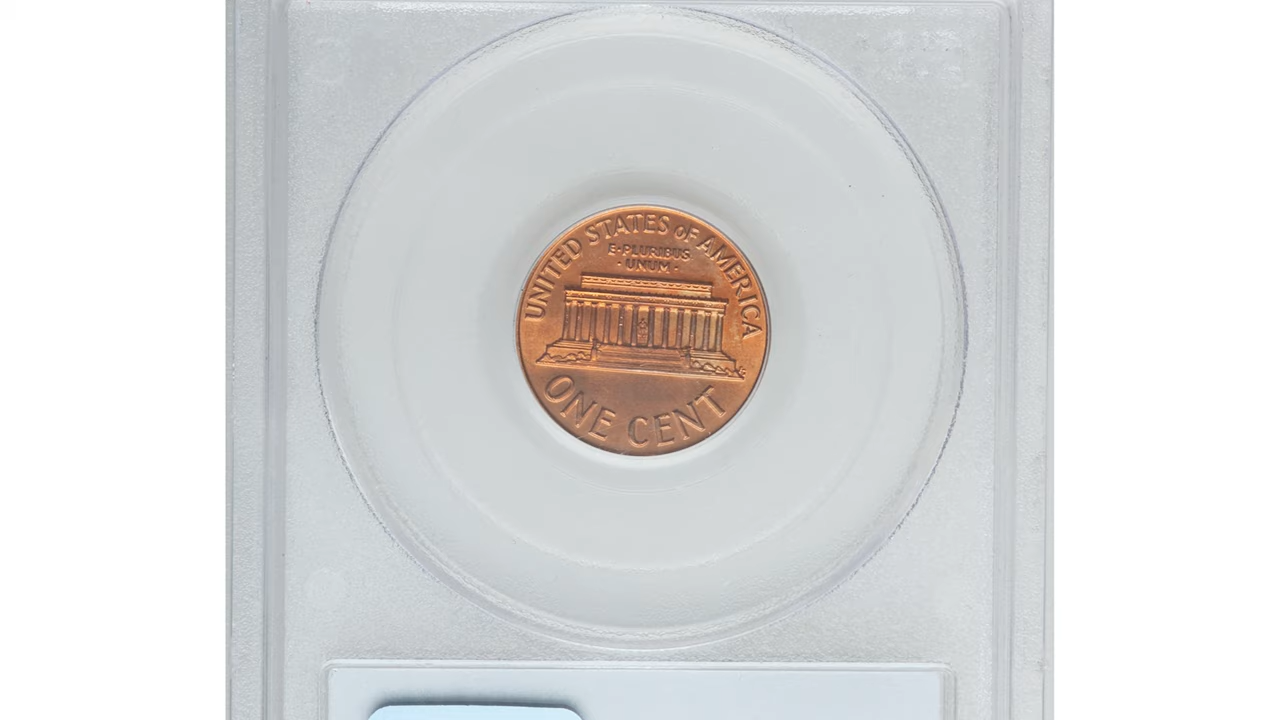 UNITED STATES OF AMERICA
E·PLURIBUS
·UNUM·
ONE CENT